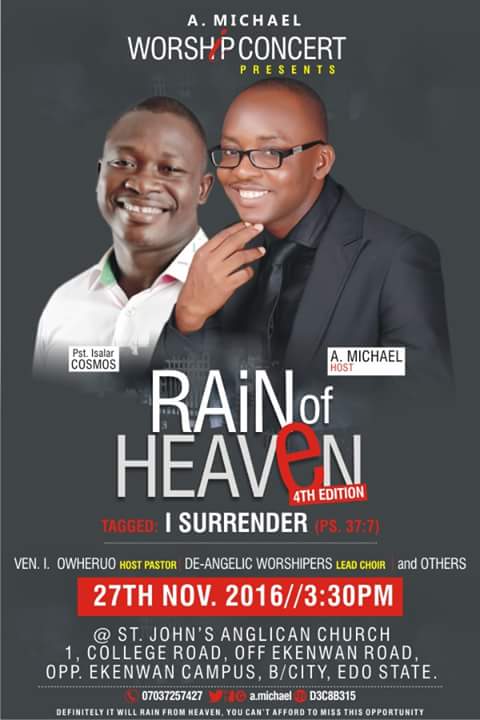 A. MICHAEL
WORShiP CONCERT
PRESENTS
Pst. Isalar
COSMOS
A. MICHAEL
HOST
RAiN of
HEAVeN
4TH EDITION
TAGGED: I SURRENDER (PS. 37:7)
VEN. I. OWHERUO HOST PASTOR DE-ANGELIC WORSHIPERS LEAD CHOIR and OTHERS
27TH NOV. 2016//3:30PM
@ ST. JOHN'S ANGLICAN CHURCH
1, COLLEGE ROAD, OFF EKENWAN ROAD,
OPP. EKENWAN CAMPUS, B/CITY, EDO STATE.
07037257427 a.michael D3C8B315
DEFINITELY IT WILL RAIN FROM HEAVEN, YOU CAN'T AFFORD TO MISS THIS OPPORTUNITY